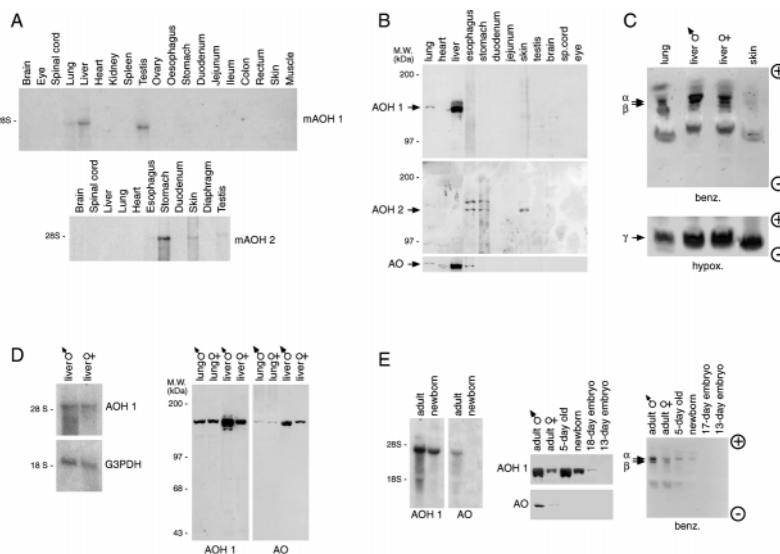 A
Brain
Eye
Spinal cord
Lung
Liver
Heart
Kidney
Spleen
Testis
Ovary
Oesophagus
Stomach
Duodenum
Jejunum
Ileum
Colon
Rectum
Skin
Muscle
28S -
mAOH 1
Brain
Spinal cord
Liver
Lung
Heart
Esophagus
Stomach
Duodenum
Skin
Diaphragm
Testis
28S -
mAOH 2
B
M.W.
(kDa)
lung
heart
liver
esophagus
stomach
duodenum
jejunum
skin
testis
brain
sp.cord
eye
200 -
AOH 1
97 -
200 -
AOH 2
97 -
AO
C
lung
liver ♂
liver ♀
skin
α
β
+
-
benz.
γ
+
-
hypox.
D
liver ♂
liver ♀
28 S -
AOH 1
18 S -
G3PDH
M.W.
(kDa)
lung ♂
lung ♀
liver ♂
liver ♀
lung ♂
lung ♀
liver ♂
liver ♀
200 -
97 -
68 -
43 -
AOH 1
AO
E
adult
newborn
adult
newborn
28S -
18S -
AOH 1
AO
adult ♂
adult ♀
5-day old
newborn
18-day embryo
13-day embryo
AOH 1
AO
adult ♂
adult ♀
5-day old
newborn
17-day embryo
13-day embryo
α
β
+
-
benz.